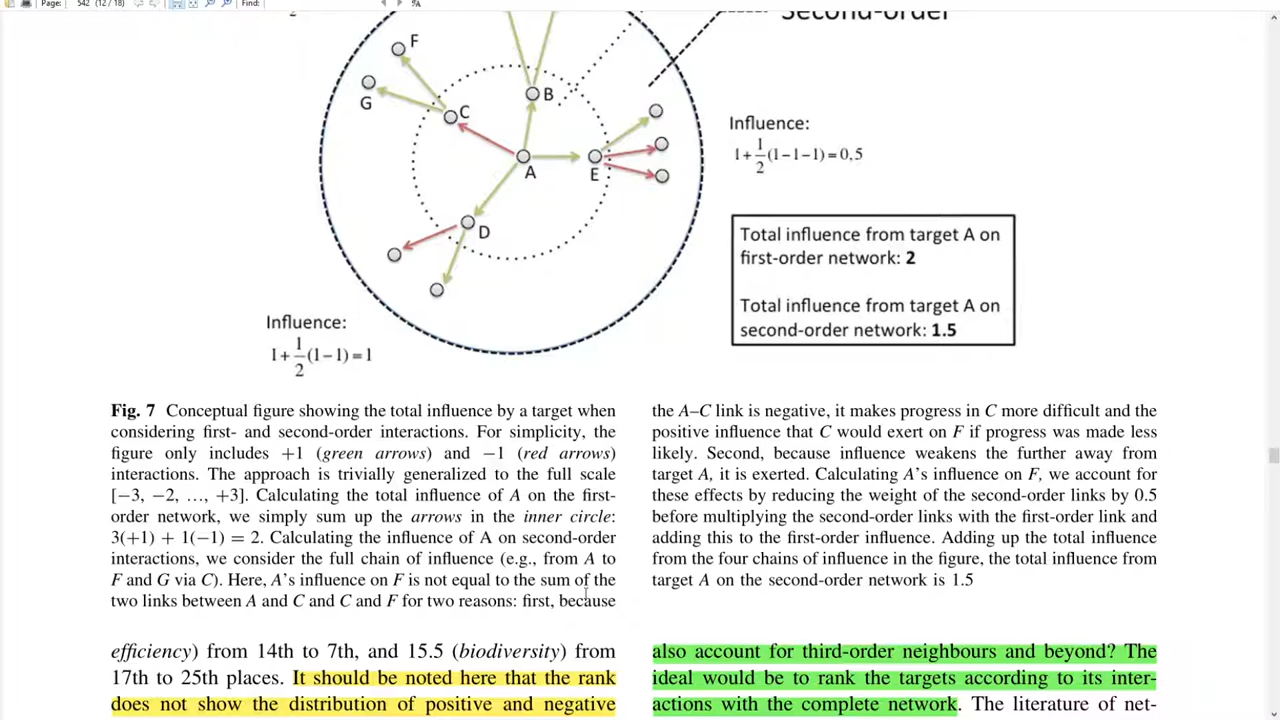 Page:
542 (12 / 18)
Find:
2
Second-order
F
G
C
B
A
E
D
Influence:
1+1/2(1−1−1)=0,5
Total influence from target A on
first-order network: 2
Total influence from target A on
second-order network: 1.5
Influence:
1+1/2(1−1)=1
Fig. 7 Conceptual figure showing the total influence by a target when
considering first- and second-order interactions. For simplicity, the
figure only includes +1 (green arrows) and −1 (red arrows)
interactions. The approach is trivially generalized to the full scale
[−3, −2, …, +3]. Calculating the total influence of A on the first-
order network, we simply sum up the arrows in the inner circle:
3(+1) + 1(−1) = 2. Calculating the influence of A on second-order
interactions, we consider the full chain of influence (e.g., from A to
F and G via C). Here, A's influence on F is not equal to the sum of the
two links between A and C and C and F for two reasons: first, because
the A–C link is negative, it makes progress in C more difficult and the
positive influence that C would exert on F if progress was made less
likely. Second, because influence weakens the further away from
target A, it is exerted. Calculating A's influence on F, we account for
these effects by reducing the weight of the second-order links by 0.5
before multiplying the second-order links with the first-order link and
adding this to the first-order influence. Adding up the total influence
from the four chains of influence in the figure, the total influence from
target A on the second-order network is 1.5
efficiency) from 14th to 7th, and 15.5 (biodiversity) from
17th to 25th places. It should be noted here that the rank
does not show the distribution of positive and negative
also account for third-order neighbours and beyond? The
ideal would be to rank the targets according to its inter-
actions with the complete network. The literature of net-